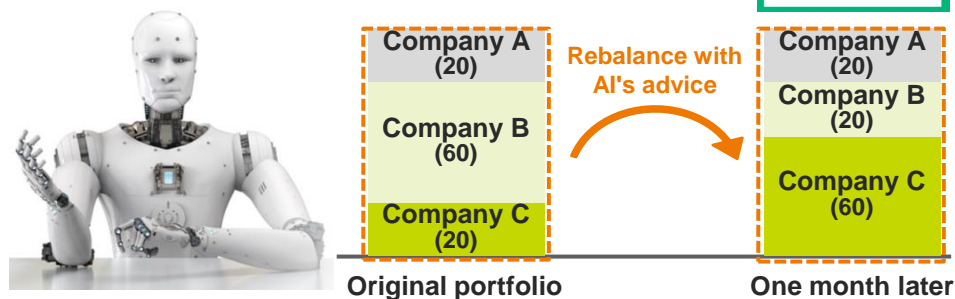 Company A
(20)
Company B
(60)
Company C
(20)
Original portfolio
Rebalance with
AI's advice
Company A
(20)
Company B
(20)
Company C
(60)
One month later